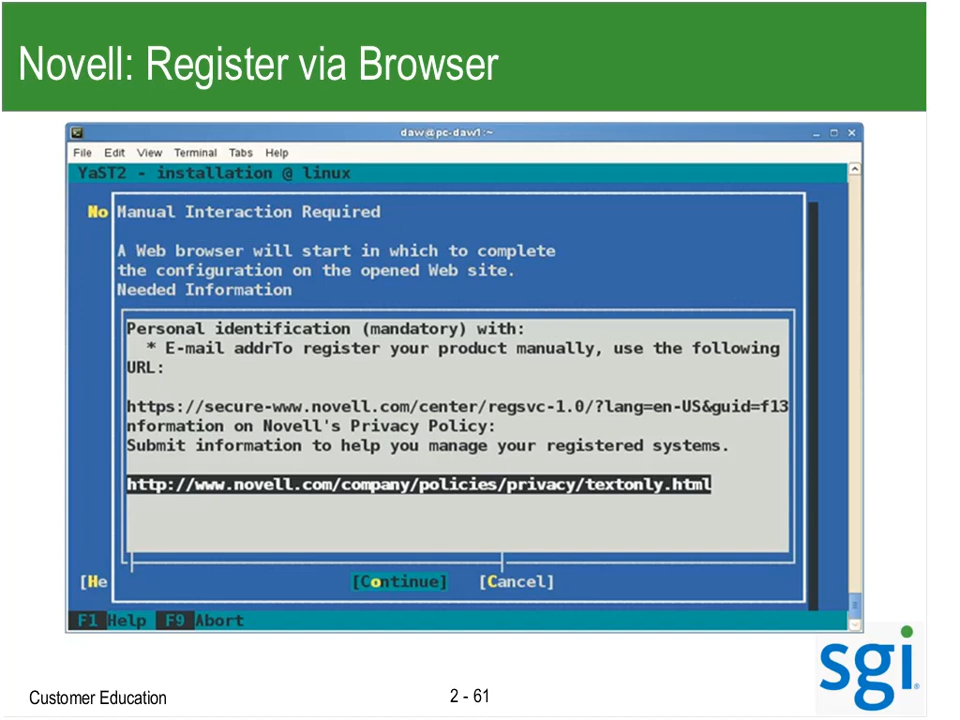 Novell: Register via Browser
daw@pc-daw1:~
File Edit View Terminal Tabs Help
YaST2 - installation @ linux
No Manual Interaction Required
A Web browser will start in which to complete
the configuration on the opened Web site.
Needed Information
Personal identification (mandatory) with:
* E-mail addrTo register your product manually, use the following
URL:
https://secure-www.novell.com/center/regsvc-1.0/?lang=en-US&guid=f13
nformation on Novell's Privacy Policy:
Submit information to help you manage your registered systems.
http://www.novell.com/company/policies/privacy/textonly.html
[He [Continue] [Cancel]
F1 Help F9 Abort
sgi®
Customer Education 2 - 61